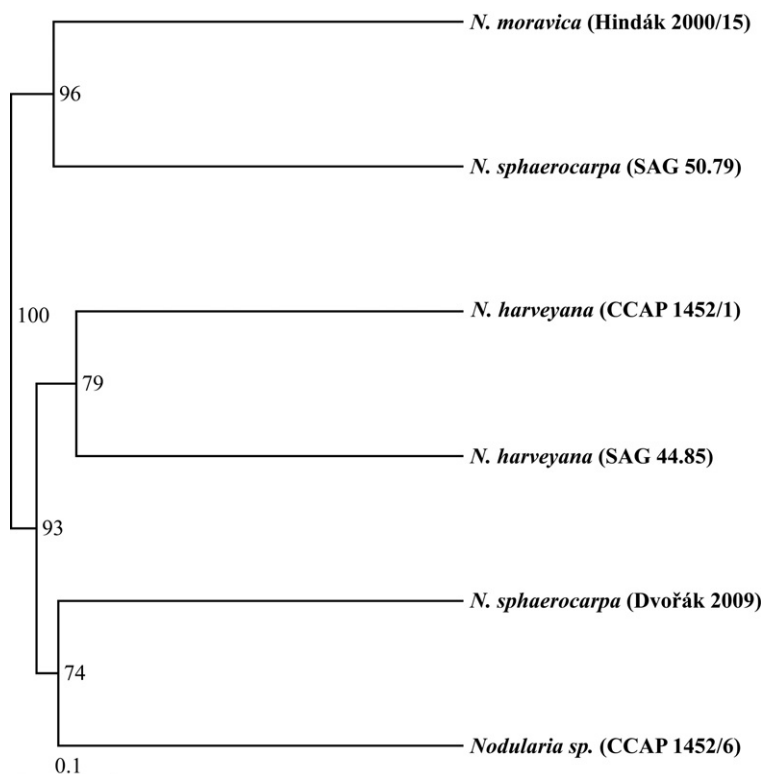 N. moravica (Hindák 2000/15)
96
N. sphaerocarpa (SAG 50.79)
N. harveyana (CCAP 1452/1)
100
79
N. harveyana (SAG 44.85)
93
N. sphaerocarpa (Dvořák 2009)
74
Nodularia sp. (CCAP 1452/6)
0.1